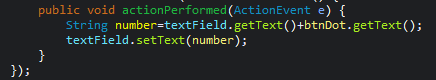 public void actionPerformed(ActionEvent e) {
String number=textField.getText()+btnDot.getText();
textField.setText(number);
}
});